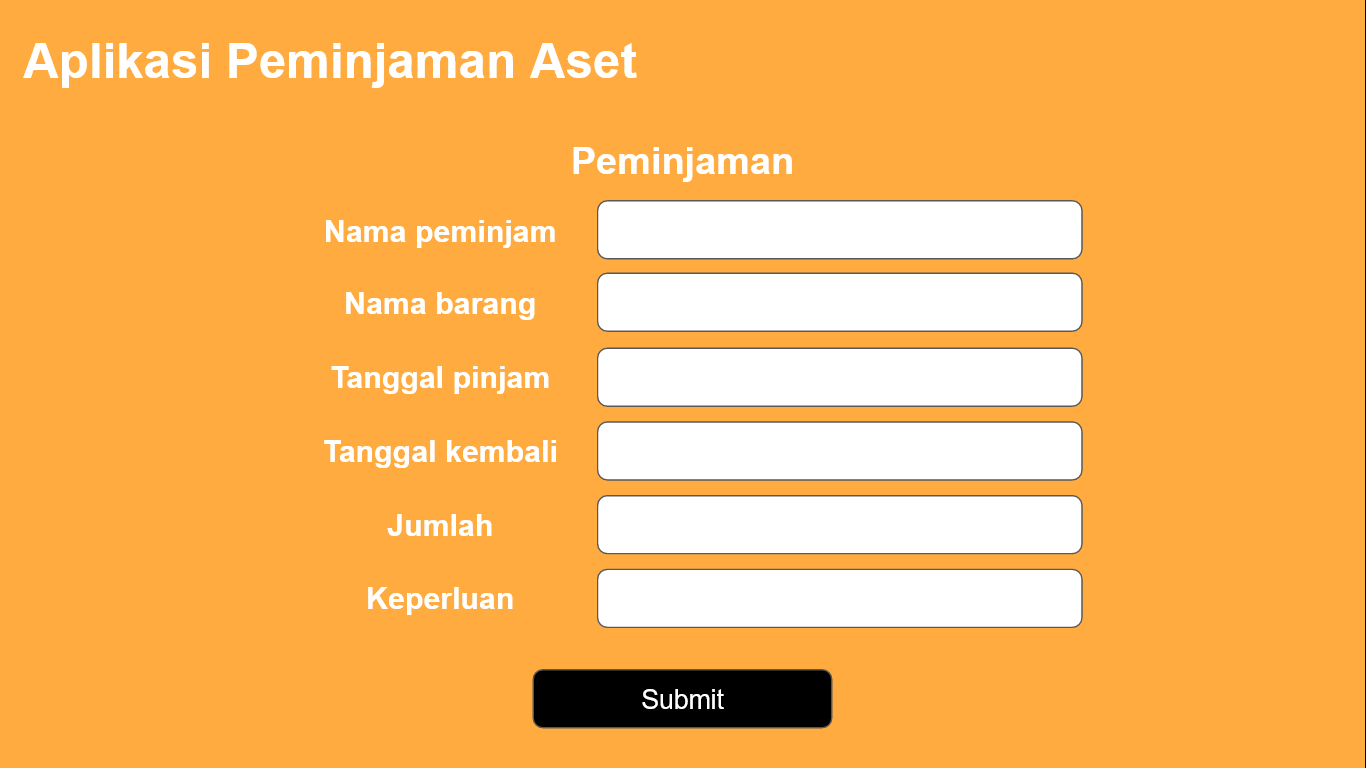 Aplikasi Peminjaman Aset
Peminjaman
Nama peminjam
Nama barang
Tanggal pinjam
Tanggal kembali
Jumlah
Keperluan
Submit